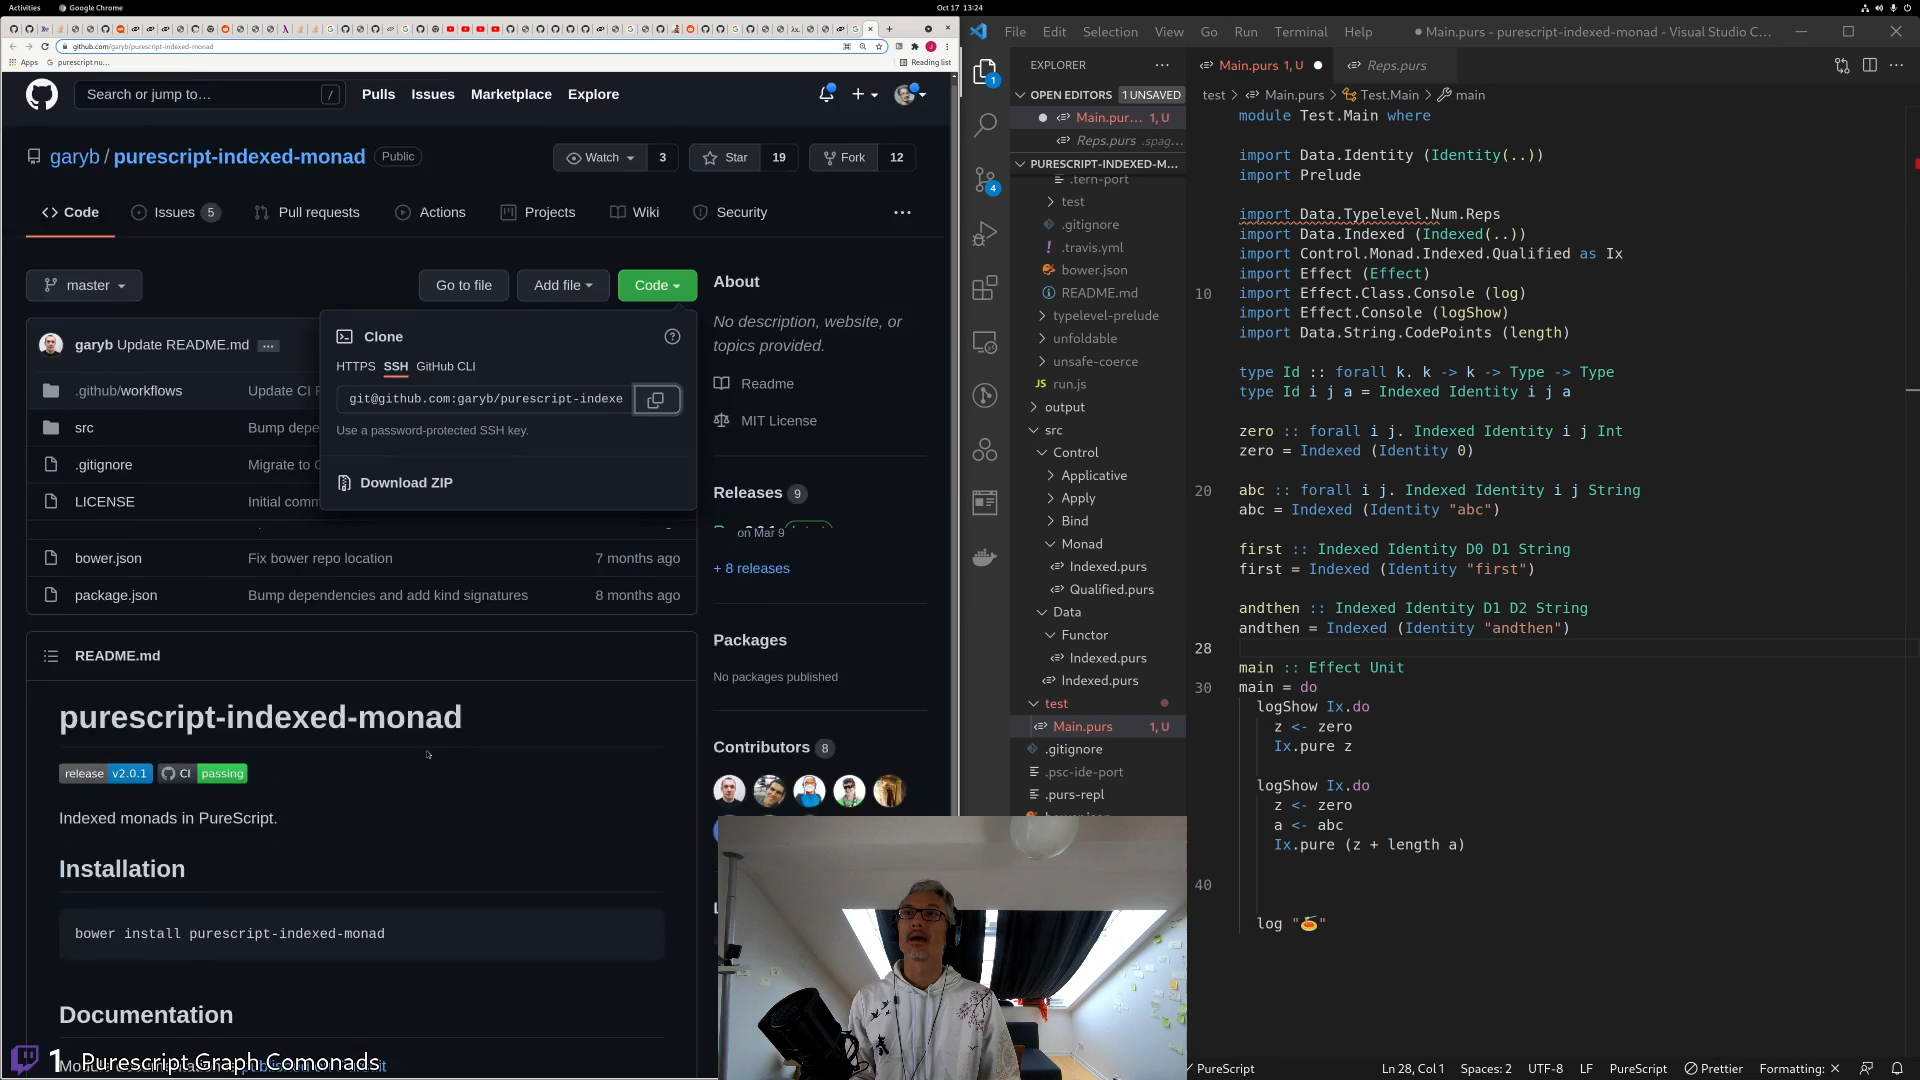 Activities
Google Chrome
Oct 17 13:24
github.com/garyb/purescript-indexed-monad
Apps
purescript nu...
Reading list
Search or jump to...
/
Pulls
Issues
Marketplace
Explore
garyb / purescript-indexed-monad
Public
Watch
3
Star
19
Fork
12
Code
Issues 5
Pull requests
Actions
Projects
Wiki
Security
master
Go to file
Add file
Code
Clone
HTTPS SSH GitHub CLI
git@github.com:garyb/purescript-indexe
Use a password-protected SSH key.
Download ZIP
garyb Update README.md
.github/workflows
Update CI
src
Bump depe
.gitignore
Migrate to
LICENSE
Initial comm
bower.json
Fix bower repo location
7 months ago
package.json
Bump dependencies and add kind signatures
8 months ago
README.md
purescript-indexed-monad
release v2.0.1
CI passing
Indexed monads in PureScript.
Installation
bower install purescript-indexed-monad
Documentation
1 Purescript Graph Comonads
About
No description, website, or
topics provided.
Readme
MIT License
Releases 9
on Mar 9
+ 8 releases
Packages
No packages published
Contributors 8
File
Edit
Selection
View
Go
Run
Terminal
Help
● Main.purs - purescript-indexed-monad - Visual Studio C...
EXPLORER
OPEN EDITORS
1 UNSAVED
Main.pur... 1, U
Reps.purs .spag...
PURESCRIPT-INDEXED-M...
.tern-port
test
.gitignore
.travis.yml
bower.json
README.md
typelevel-prelude
unfoldable
unsafe-coerce
JS run.js
output
src
Control
Applicative
Apply
Bind
Monad
Indexed.purs
Qualified.purs
Data
Functor
Indexed.purs
Indexed.purs
test
Main.purs 1, U
.gitignore
.psc-ide-port
.purs-repl
1
4
Main.purs 1, U
Reps.purs
test > Main.purs > Test.Main > main
module Test.Main where
import Data.Identity (Identity(..))
import Prelude
import Data.Typelevel.Num.Reps
import Data.Indexed (Indexed(..))
import Control.Monad.Indexed.Qualified as Ix
import Effect (Effect)
10 import Effect.Class.Console (log)
import Effect.Console (logShow)
import Data.String.CodePoints (length)
type Id :: forall k. k -> k -> Type -> Type
type Id i j a = Indexed Identity i j a
zero :: forall i j. Indexed Identity i j Int
zero = Indexed (Identity 0)
20 abc :: forall i j. Indexed Identity i j String
abc = Indexed (Identity "abc")
first :: Indexed Identity D0 D1 String
first = Indexed (Identity "first")
andthen :: Indexed Identity D1 D2 String
andthen = Indexed (Identity "andthen")
28
main :: Effect Unit
30 main = do
logShow Ix.do
z <- zero
Ix.pure z
logShow Ix.do
z <- zero
a <- abc
Ix.pure (z + length a)
40
log "🍝"
PureScript
Ln 28, Col 1
Spaces: 2
UTF-8
LF
PureScript
Prettier
Formatting: ×